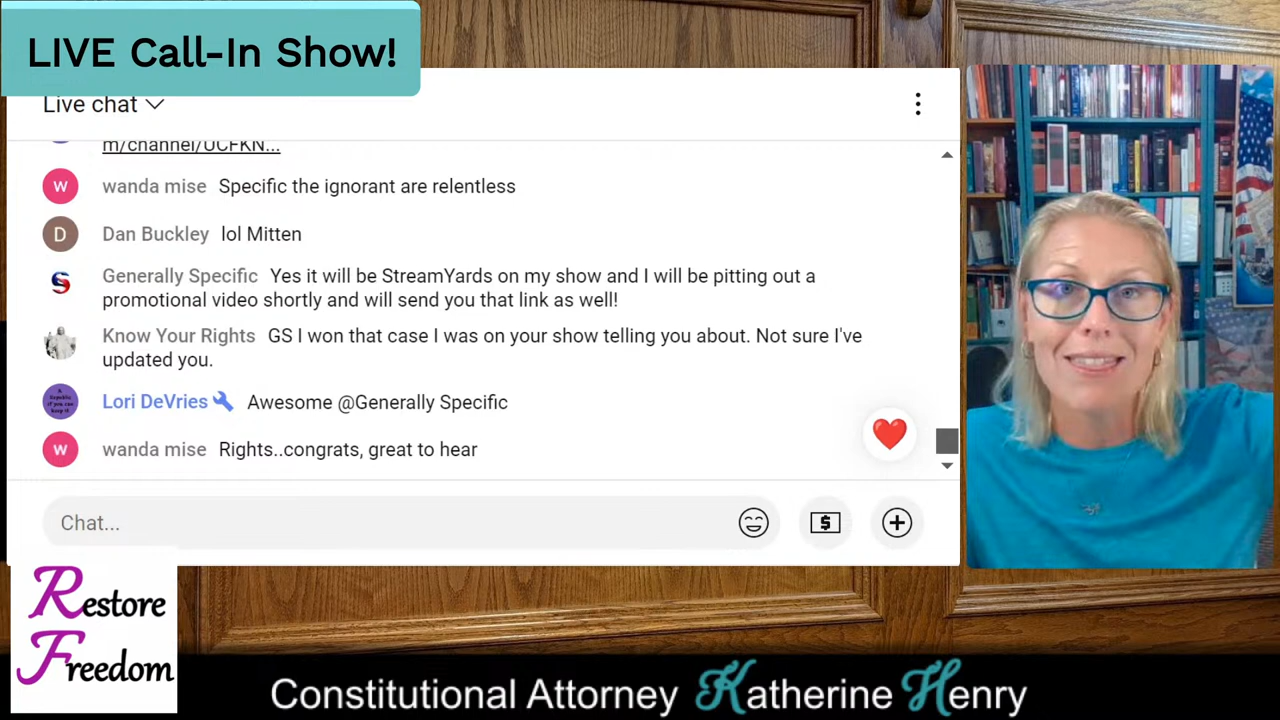 LIVE Call-In Show!
Live chat
m/channel/UCFKN...
wanda mise Specific the ignorant are relentless
Dan Buckley lol Mitten
Generally Specific Yes it will be StreamYards on my show and I will be pitting out a
promotional video shortly and will send you that link as well!
Know Your Rights GS I won that case I was on your show telling you about. Not sure I've
updated you.
Lori DeVries Awesome @Generally Specific
wanda mise Rights..congrats, great to hear
Chat...
Restore
Freedom
Constitutional Attorney Katherine Henry